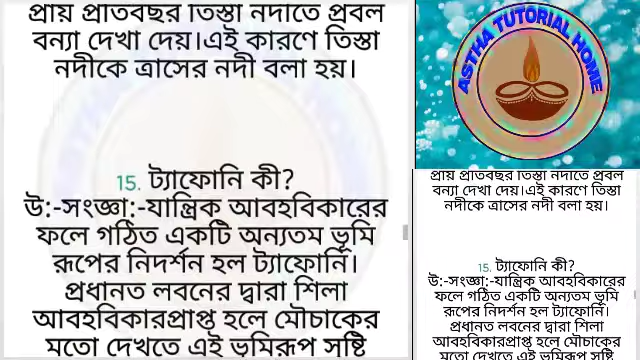 প্রায় প্রতিবছর তিস্তা নদীতে প্রবল
বন্যা দেখা দেয়।এই কারণে তিস্তা
নদীকে ত্রাসের নদী বলা হয়।
15. ট্যাফোনি কী?
উ:-সংজ্ঞা:-যান্ত্রিক আবহবিকারের
ফলে গঠিত একটি অন্যতম ভূমি
রূপের নিদর্শন হল ট্যাফোনি।
প্রধানত লবনের দ্বারা শিলা
আবহবিকারপ্রাপ্ত হলে মৌচাকের
মতো দেখতে এই ভূমিরূপ সৃষ্টি
ASTHA TUTORIAL HOME
প্রায় প্রতিবছর তিস্তা নদীতে প্রবল
বন্যা দেখা দেয়।এই কারণে তিস্তা
নদীকে ত্রাসের নদী বলা হয়।
15. ট্যাফোনি কী?
উ:-সংজ্ঞা:-যান্ত্রিক আবহবিকারের
ফলে গঠিত একটি অন্যতম ভূমি
রূপের নিদর্শন হল ট্যাফোনি।
প্রধানত লবনের দ্বারা শিলা
আবহবিকারপ্রাপ্ত হলে মৌচাকের
মতো দেখতে এই ভূমিরূপ সৃষ্টি